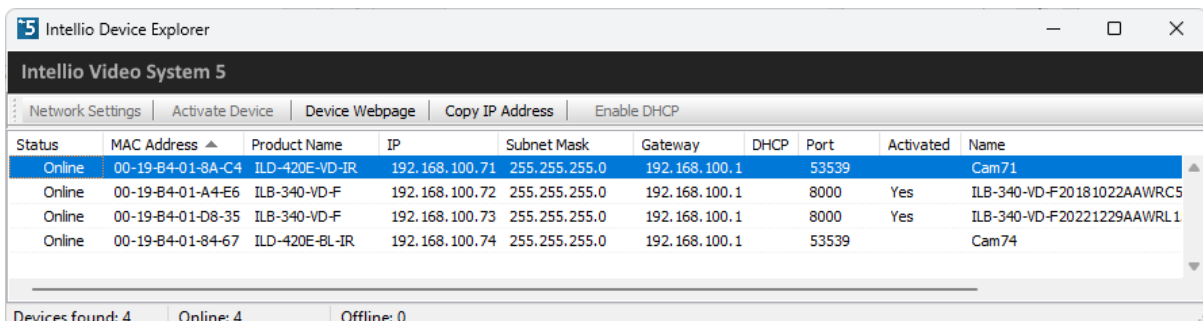 5 Intellio Device Explorer
Intellio Video System 5
Network Settings Activate Device Device Webpage Copy IP Address Enable DHCP
Status MAC Address Product Name IP Subnet Mask Gateway DHCP Port Activated Name
Online 00-19-B4-01-8A-C4 ILD-420E-VD-IR 192.168.100.71 255.255.255.0 192.168.100.1 53539 Cam71
Online 00-19-B4-01-A4-E6 ILB-340-VD-F 192.168.100.72 255.255.255.0 192.168.100.1 8000 Yes ILB-340-VD-F20181022AAWRC5
Online 00-19-B4-01-D8-35 ILB-340-VD-F 192.168.100.73 255.255.255.0 192.168.100.1 8000 Yes ILB-340-VD-F20221229AAWRL1
Online 00-19-B4-01-84-67 ILD-420E-BL-IR 192.168.100.74 255.255.255.0 192.168.100.1 53539 Cam74
Devices found: 4 Online: 4 Offline: 0